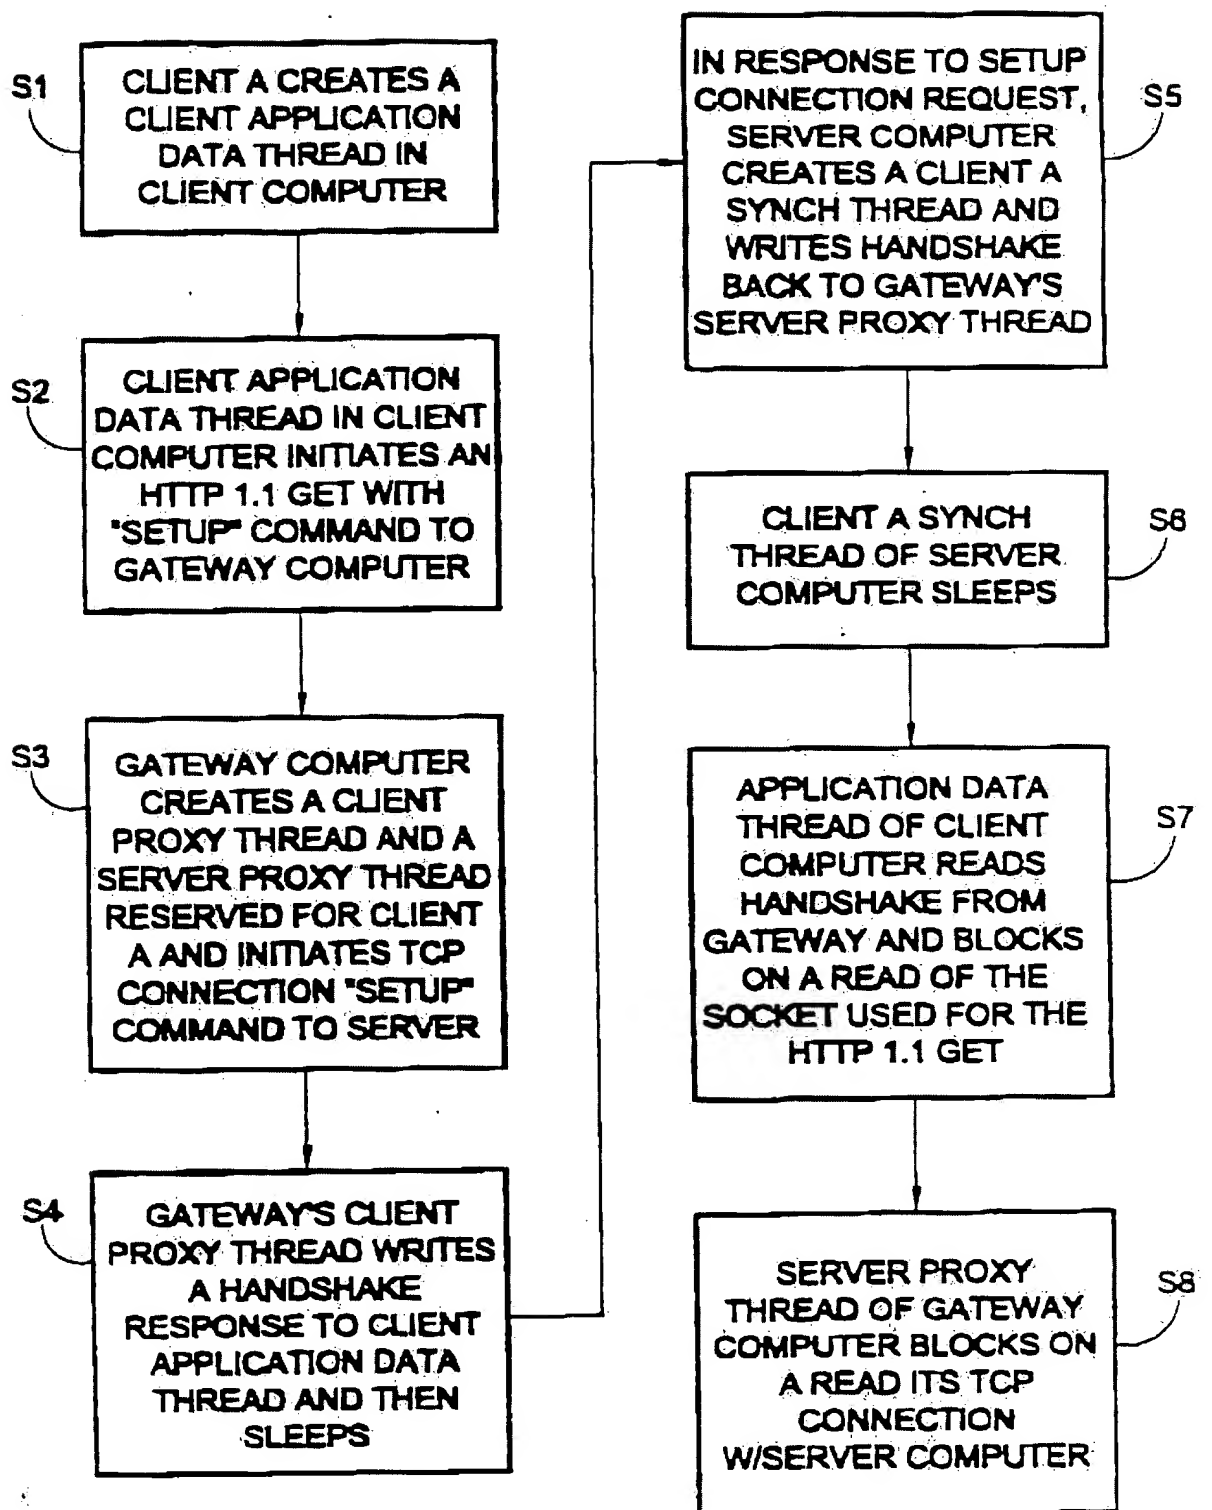 S1
CLIENT A CREATES A
CLIENT APPLICATION
DATA THREAD IN
CLIENT COMPUTER
S2
CLIENT APPLICATION
DATA THREAD IN CLIENT
COMPUTER INITIATES AN
HTTP 1.1 GET WITH
"SETUP" COMMAND TO
GATEWAY COMPUTER
S3
GATEWAY COMPUTER
CREATES A CLIENT
PROXY THREAD AND A
SERVER PROXY THREAD
RESERVED FOR CLIENT
A AND INITIATES TCP
CONNECTION "SETUP"
COMMAND TO SERVER
S4
GATEWAY'S CLIENT
PROXY THREAD WRITES
A HANDSHAKE
RESPONSE TO CLIENT
APPLICATION DATA
THREAD AND THEN
SLEEPS
S5
IN RESPONSE TO SETUP
CONNECTION REQUEST,
SERVER COMPUTER
CREATES A CLIENT A
SYNCH THREAD AND
WRITES HANDSHAKE
BACK TO GATEWAY'S
SERVER PROXY THREAD
S6
CLIENT A SYNCH
THREAD OF SERVER
COMPUTER SLEEPS
S7
APPLICATION DATA
THREAD OF CLIENT
COMPUTER READS
HANDSHAKE FROM
GATEWAY AND BLOCKS
ON A READ OF THE
SOCKET USED FOR THE
HTTP 1.1 GET
S8
SERVER PROXY
THREAD OF GATEWAY
COMPUTER BLOCKS ON
A READ ITS TCP
CONNECTION
W/SERVER COMPUTER